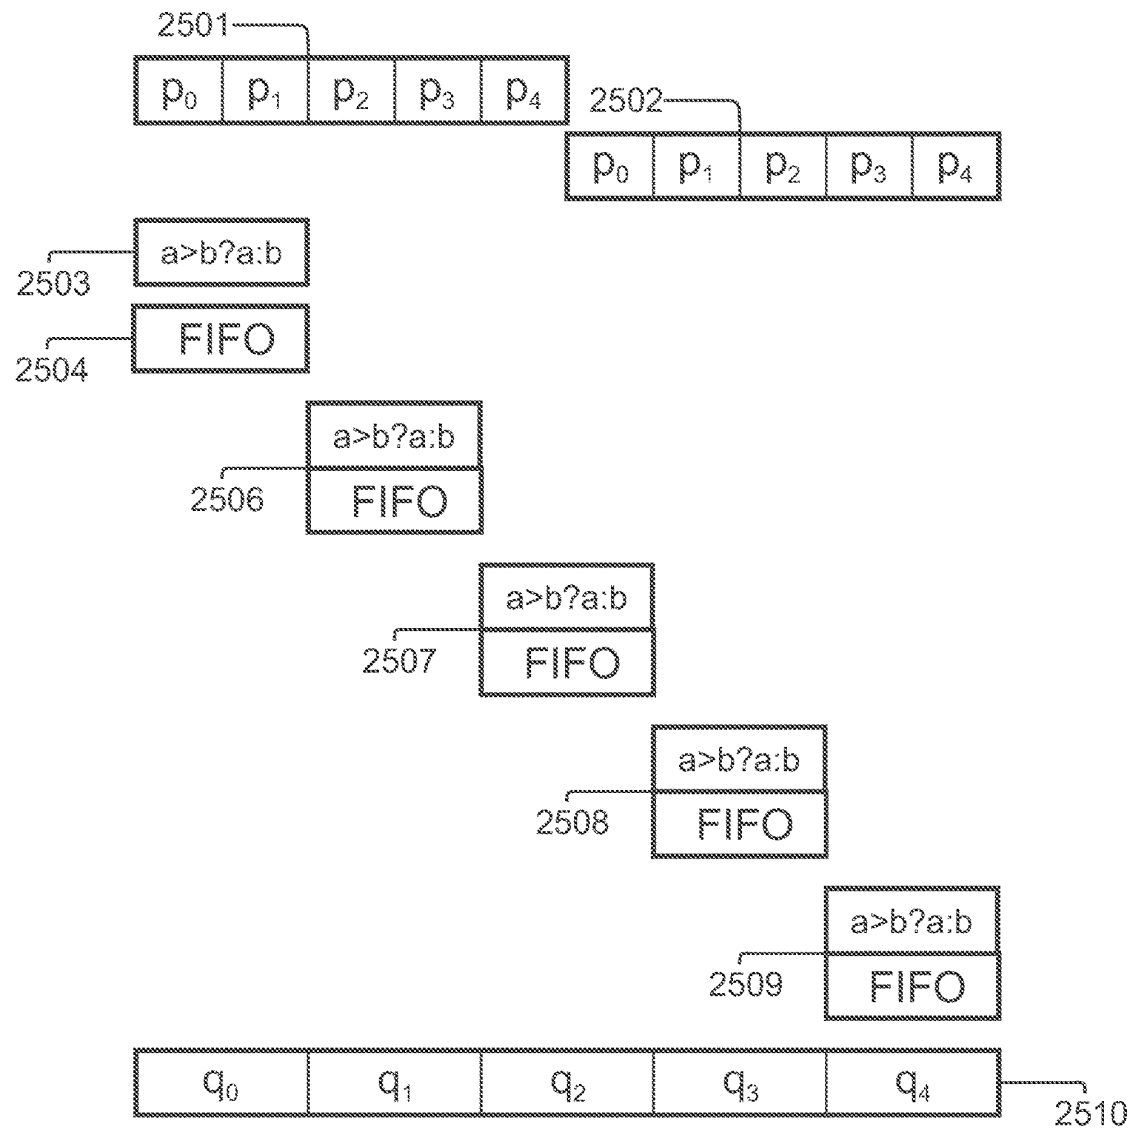 2501
p₀ p₁ p₂ p₃ p₄
2502
p₀ p₁ p₂ p₃ p₄
a>b?a:b
2503
FIFO
2504
a>b?a:b
2506
FIFO
a>b?a:b
2507
FIFO
a>b?a:b
2508
FIFO
a>b?a:b
2509
FIFO
q₀ q₁ q₂ q₃ q₄
2510